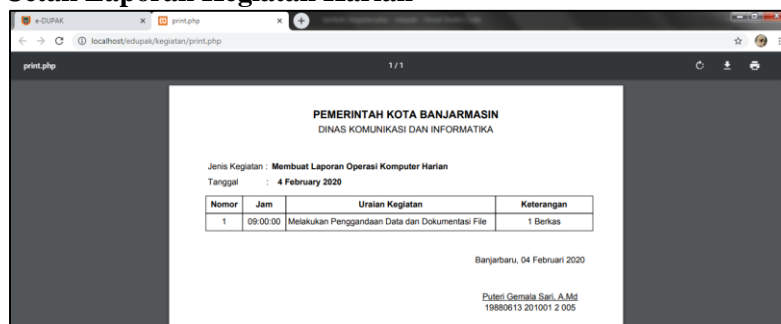 Cetak Laporan Kegiatan Harian
e-DUPAK
print.php
localhost/edupak/kegiatan/print.php
print.php
1 / 1
PEMERINTAH KOTA BANJARMASIN
DINAS KOMUNIKASI DAN INFORMATIKA
Jenis Kegiatan : Membuat Laporan Operasi Komputer Harian
Tanggal : 4 February 2020
Nomor Jam Uraian Kegiatan Keterangan
1 09:00:00 Melakukan Penggandaan Data dan Dokumentasi File 1 Berkas
Banjarbaru, 04 Februari 2020
Puteri Gemala Sari, A.Md
19880613 201001 2 005